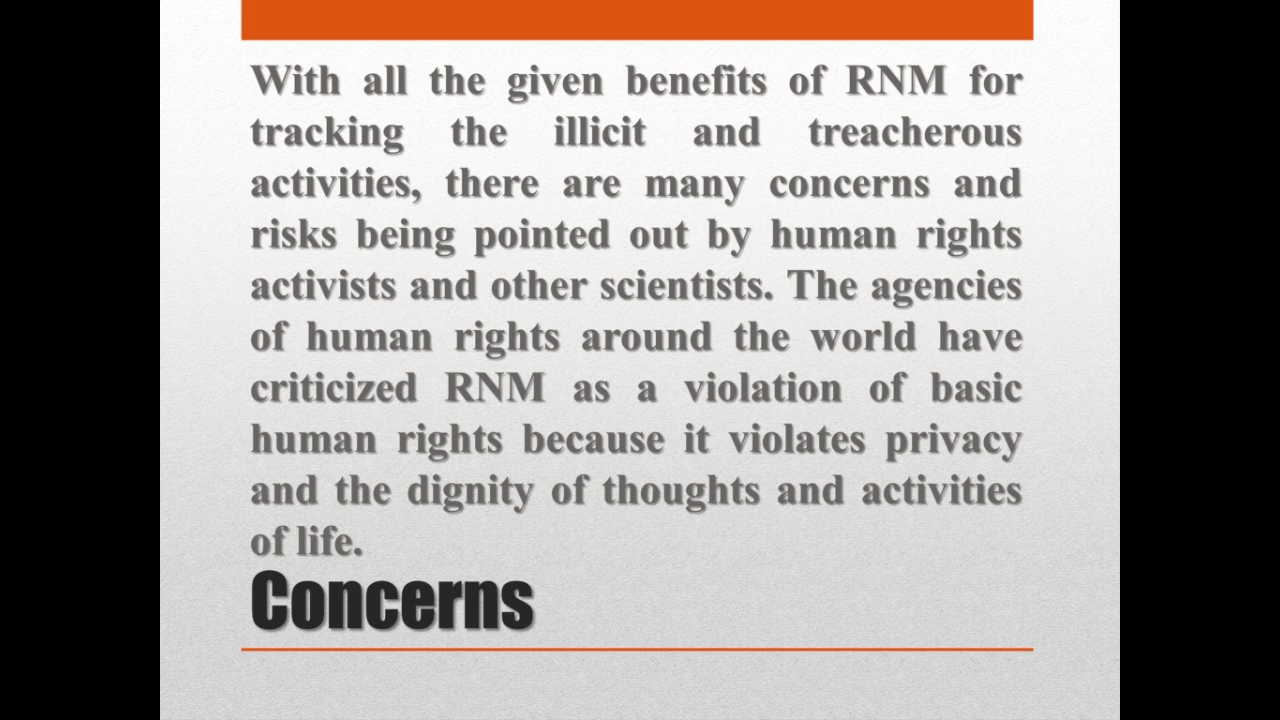 With all the given benefits of RNM for
tracking the illicit and treacherous
activities, there are many concerns and
risks being pointed out by human rights
activists and other scientists. The agencies
of human rights around the world have
criticized RNM as a violation of basic
human rights because it violates privacy
and the dignity of thoughts and activities
of life.
Concerns